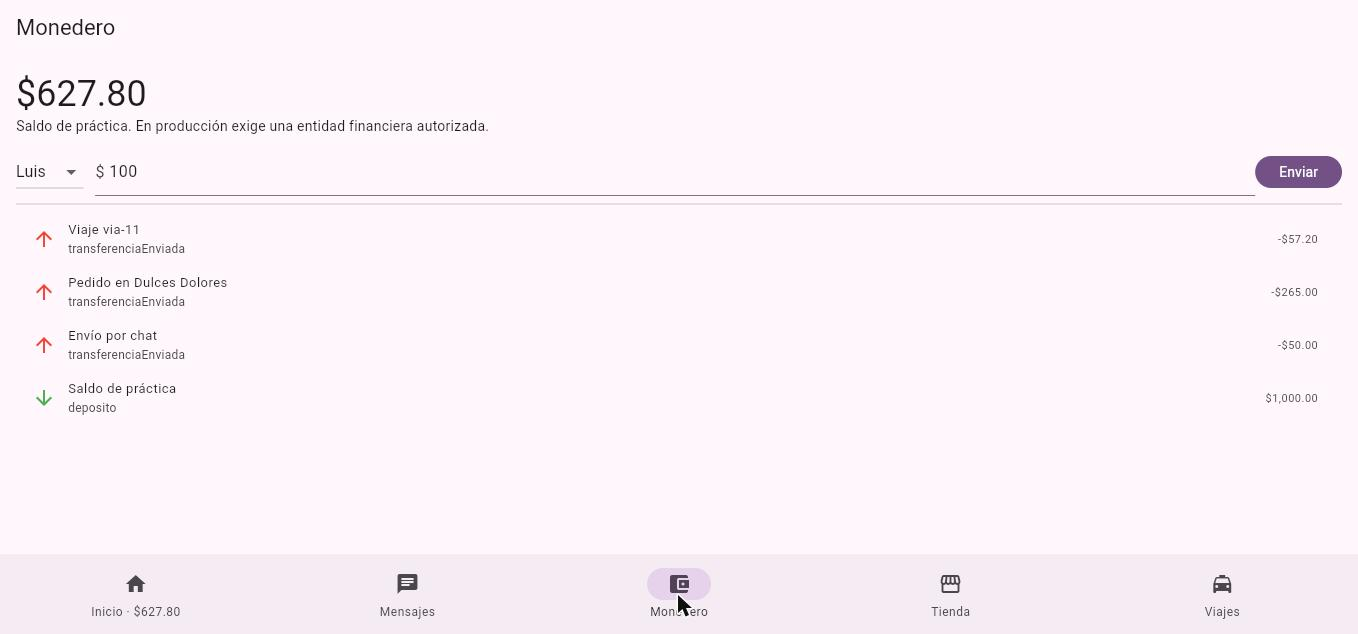 Monedero
$627.80
Saldo de práctica. En producción exige una entidad financiera autorizada.
Luis
$ 100
Enviar
Viaje via-11
transferenciaEnviada
-$57.20
Pedido en Dulces Dolores
transferenciaEnviada
-$265.00
Envío por chat
transferenciaEnviada
-$50.00
Saldo de práctica
deposito
$1,000.00
Inicio · $627.80
Mensajes
Monedero
Tienda
Viajes